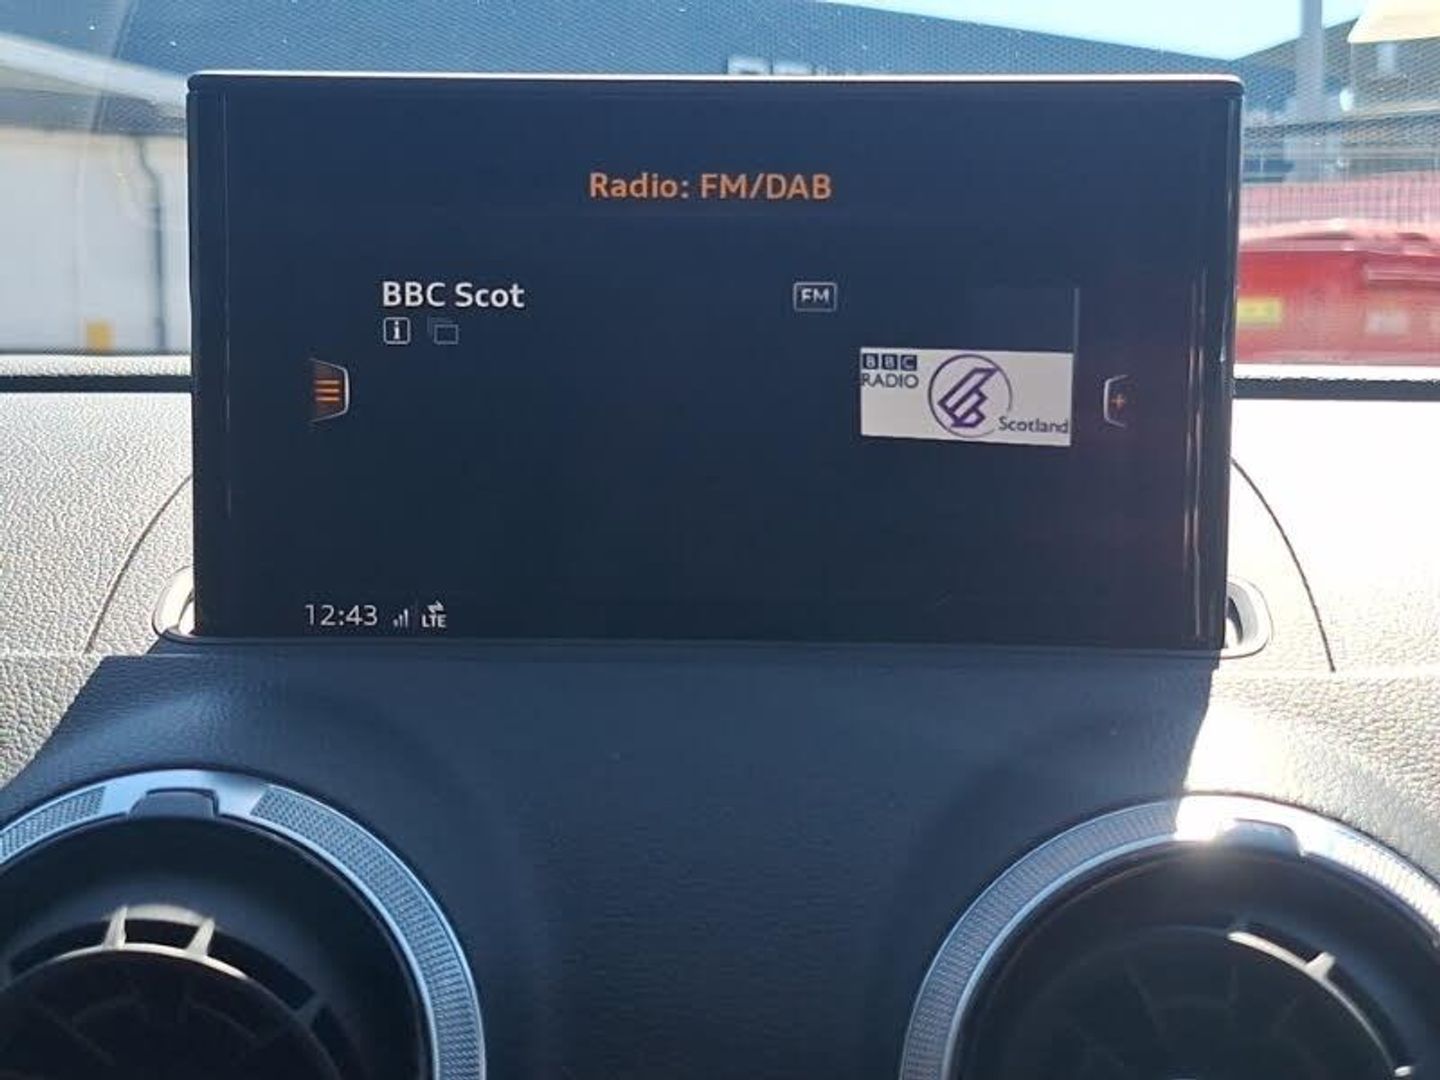 Radio: FM/DAB
BBC Scot
FM
i
BBC
RADIO
Scotland
12:43
LTE